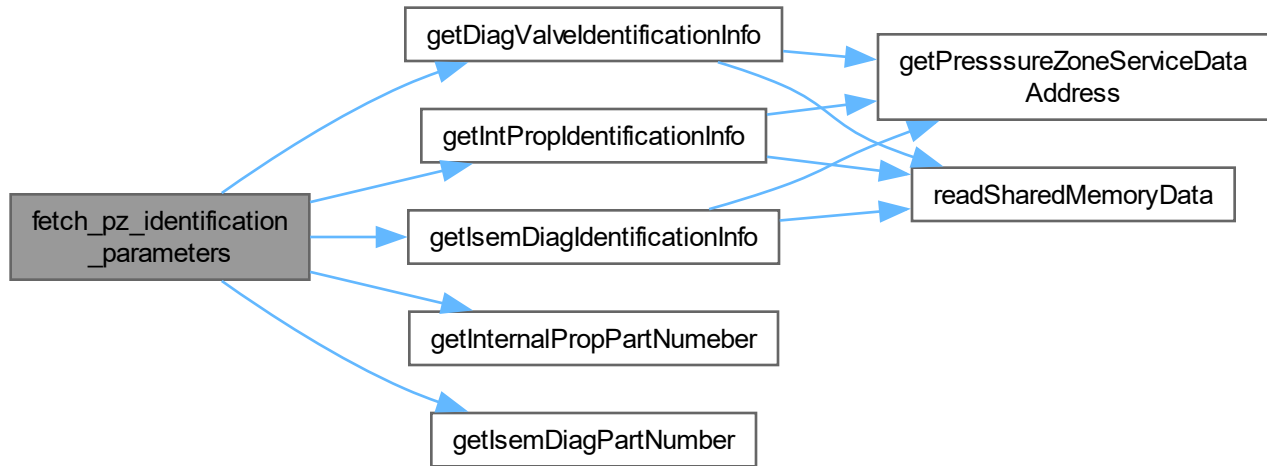 getDiagValveIdentificationInfo
getPresssureZoneServiceData
Address
getIntPropIdentificationInfo
readSharedMemoryData
fetch_pz_identification
_parameters
getIsemDiagIdentificationInfo
getInternalPropPartNumeber
getIsemDiagPartNumber